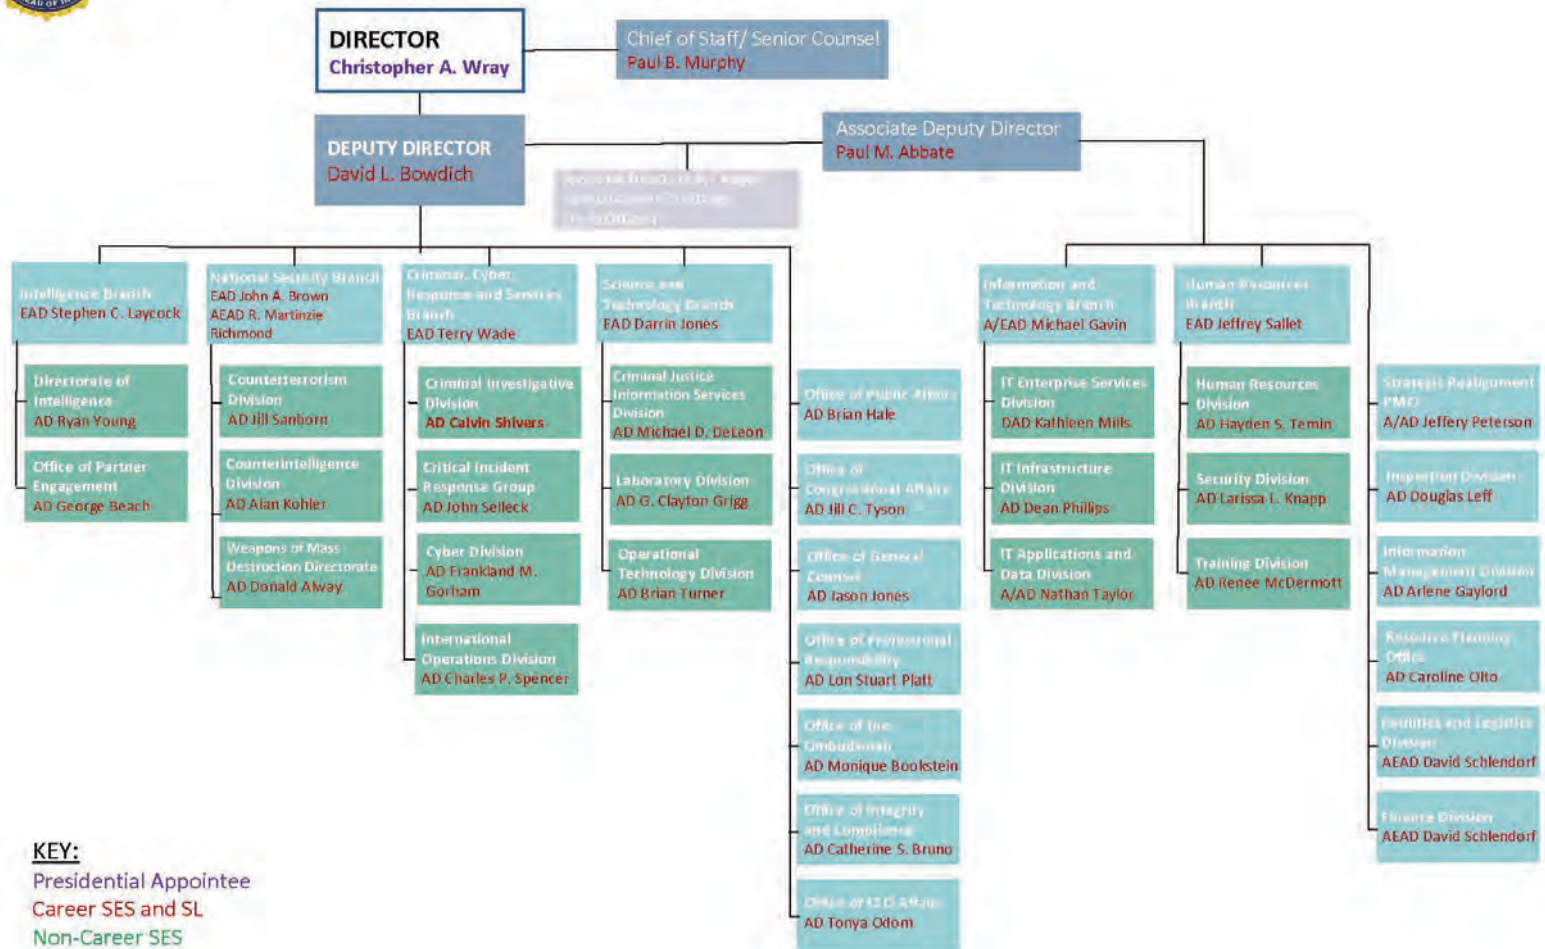 DIRECTOR
Christopher A. Wray
Chief of Staff/ Senior Counsel
Paul B. Murphy
DEPUTY DIRECTOR
David L. Bowdich
Associate Deputy Director
Paul M. Abbate
Intelligence Branch
EAD Stephen C. Laycock
Directorate of
Intelligence
AD Ryan Young
Office of Partner
Engagement
AD George Beach
National Security Branch
EAD John A. Brown
AEAD R. Martinzie
Richmond
Counterterrorism
Division
AD Jill Sanborn
Counterintelligence
Division
AD Alan Kohler
Weapons of Mass
Destruction Directorate
AD Donald Alway
Criminal, Cyber,
Response and Services
Branch
EAD Terry Wade
Criminal Investigative
Division
AD Calvin Shivers
Critical Incident
Response Group
AD John Selleck
Cyber Division
AD Frankland M.
Gorham
International
Operations Division
AD Charles P. Spencer
Science and
Technology Branch
EAD Darrin Jones
Criminal Justice
Information Services
Division
AD Michael D. DeLeon
Laboratory Division
AD G. Clayton Grigg
Operational
Technology Division
AD Brian Turner
Office of Public Affairs
AD Brian Hale
Office of
Congressional Affairs
AD Jill C. Tyson
Office of General
Counsel
AD Jason Jones
Office of Professional
Responsibility
AD Lon Stuart Platt
Office of the
Ombudsman
AD Monique Bookstein
Office of Integrity
and Compliance
AD Catherine S. Bruno
Office of EEO Affairs
AD Tonya Odom
Information and
Technology Branch
A/EAD Michael Gavin
IT Enterprise Services
Division
DAD Kathleen Mills
IT Infrastructure
Division
AD Dean Phillips
IT Applications and
Data Division
A/AD Nathan Taylor
Human Resources
Branch
EAD Jeffrey Sallet
Human Resources
Division
AD Hayden S. Temin
Security Division
AD Larissa L. Knapp
Training Division
AD Renee McDermott
Strategic Realignment
PMO
A/AD Jeffery Peterson
Inspection Division
AD Douglas Leff
Information
Management Division
AD Arlene Gaylord
Resource Planning
Office
AD Caroline Otto
Facilities and Logistics
Division
AEAD David Schlendorf
Finance Division
AEAD David Schlendorf
KEY:
Presidential Appointee
Career SES and SL
Non-Career SES